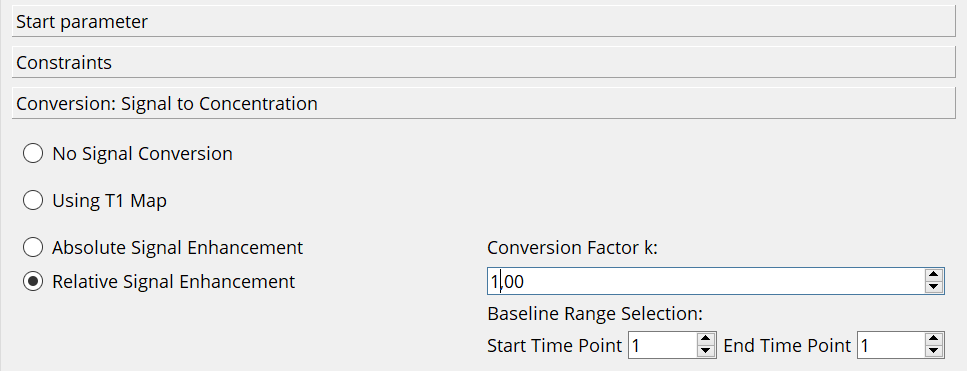 Start parameter
Constraints
Conversion: Signal to Concentration
No Signal Conversion
Using T1 Map
Absolute Signal Enhancement
Conversion Factor k:
Relative Signal Enhancement
1,00
Baseline Range Selection:
Start Time Point 1 End Time Point 1